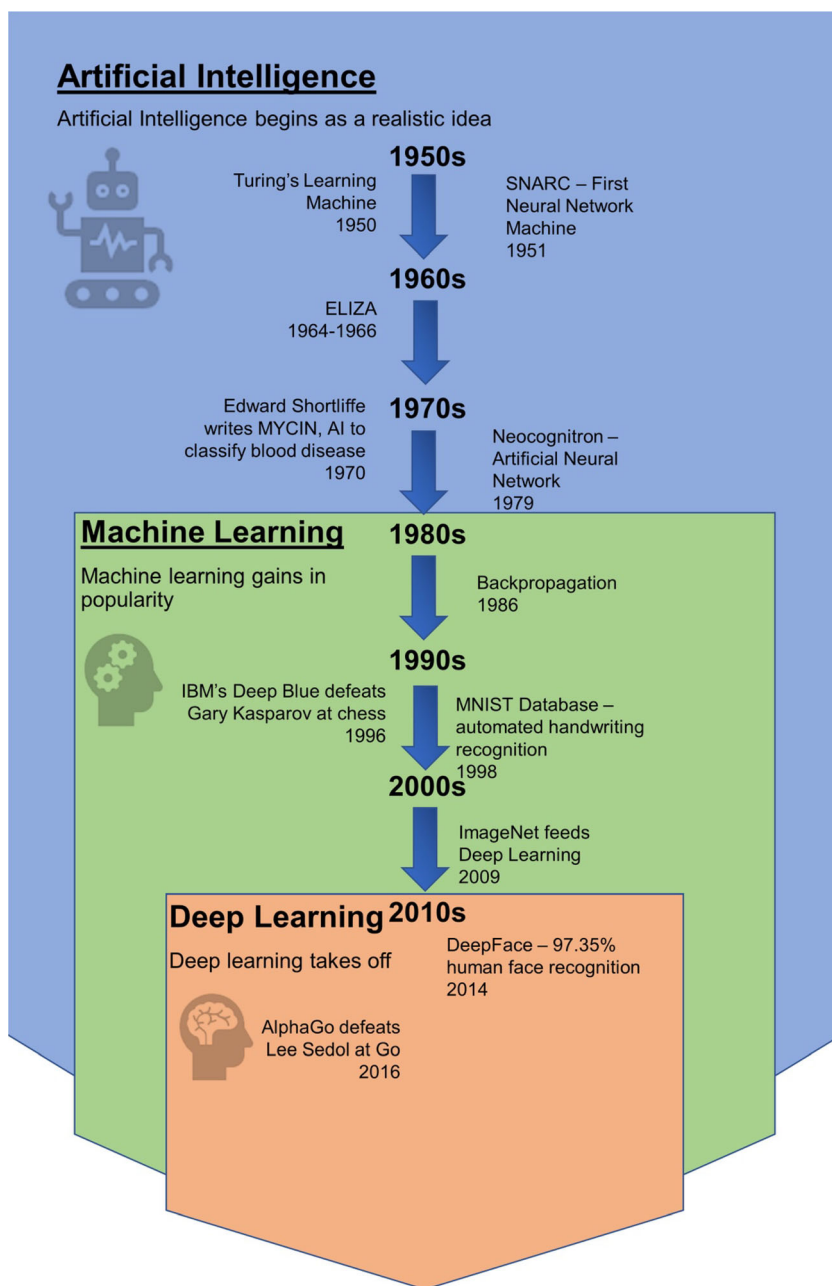 Artificial Intelligence
Artificial Intelligence begins as a realistic idea
1950s
Turing's Learning
Machine
1950
SNARC – First
Neural Network
Machine
1951
1960s
ELIZA
1964-1966
1970s
Edward Shortliffe
writes MYCIN, AI to
classify blood disease
1970
Neocognitron –
Artificial Neural
Network
1979
Machine Learning
1980s
Machine learning gains in
popularity
Backpropagation
1986
1990s
IBM's Deep Blue defeats
Gary Kasparov at chess
1996
MNIST Database –
automated handwriting
recognition
1998
2000s
ImageNet feeds
Deep Learning
2009
Deep Learning
2010s
Deep learning takes off
DeepFace – 97.35%
human face recognition
2014
AlphaGo defeats
Lee Sedol at Go
2016